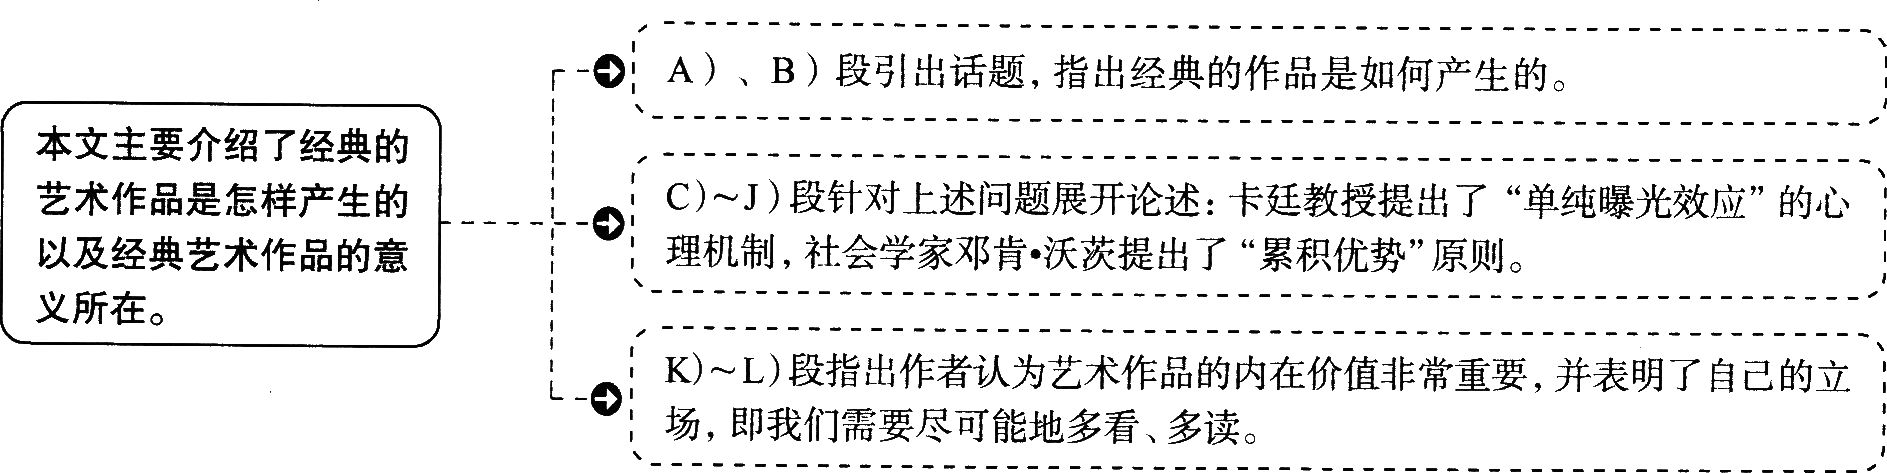 本文主要介绍了经典的
艺术作品是怎样产生的
以及经典艺术作品的意
义所在。
A）、B）段引出话题，指出经典的作品是如何产生的。
C)～J)段针对上述问题展开论述：卡廷教授提出了“单纯曝光效应”的心
理机制，社会学家邓肯•沃茨提出了“累积优势”原则。
K)～L)段指出作者认为艺术作品的内在价值非常重要，并表明了自己的立
场，即我们需要尽可能地多看、多读。